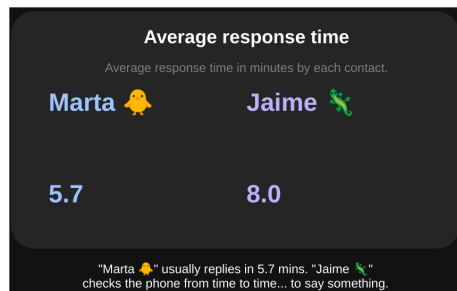 Average response time
Average response time in minutes by each contact.
Marta 🐥 Jaime 🦎
5.7 8.0
"Marta 🐥" usually replies in 5.7 mins. "Jaime 🦎"
checks the phone from time to time... to say something.